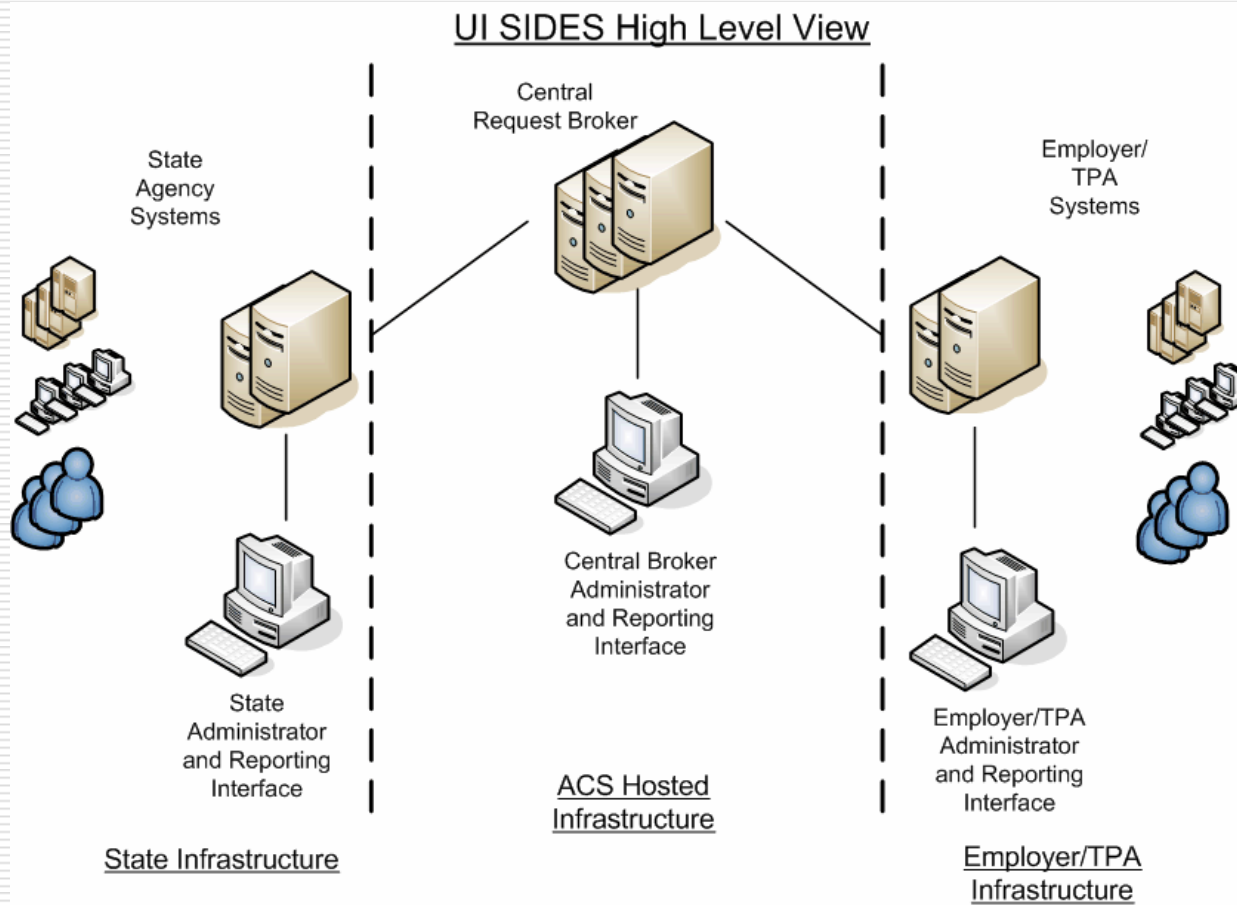 UI SIDES High Level View
Central
Request Broker
State
Agency
Systems
Employer/
TPA
Systems
Central Broker
Administrator
and Reporting
Interface
State
Administrator
and Reporting
Interface
Employer/TPA
Administrator
and Reporting
Interface
ACS Hosted
Infrastructure
State Infrastructure
Employer/TPA
Infrastructure